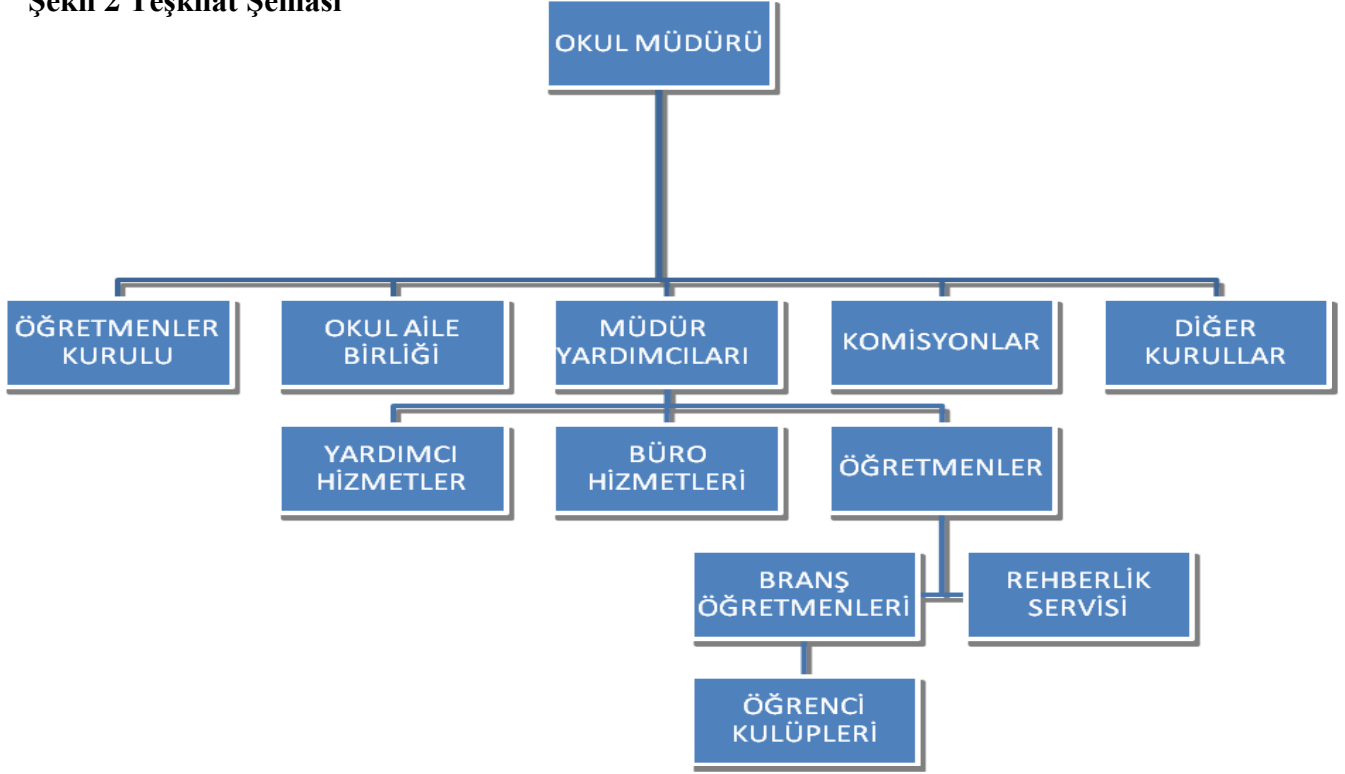 Şekil 2 Teşkilat Şeması
OKUL MÜDÜRÜ
ÖĞRETMENLER
KURULU
OKUL AİLE
BİRLİĞİ
MÜDÜR
YARDIMCILARI
KOMİSYONLAR
DİĞER
KURULLAR
YARDIMCI
HİZMETLER
BÜRO
HİZMETLERİ
ÖĞRETMENLER
BRANŞ
ÖĞRETMENLERİ
REHBERLİK
SERVİSİ
ÖĞRENCİ
KULÜPLERİ